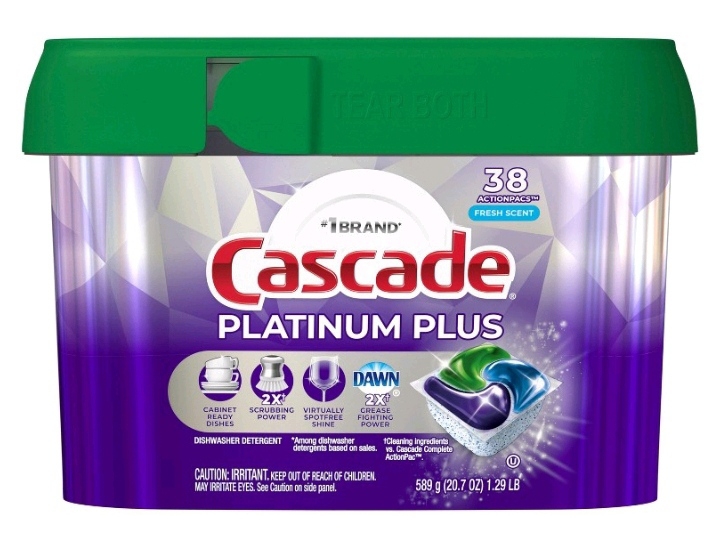 TEAR BOTH
38
ACTIONPACS™
FRESH SCENT
#1 BRAND*
Cascade®
PLATINUM PLUS
CABINET
READY
DISHES
2X†
SCRUBBING
POWER
VIRTUALLY
SPOTFREE
SHINE
DAWN®
2X†
GREASE
FIGHTING
POWER
DISHWASHER DETERGENT
*Among dishwasher
detergents based on sales.
†Cleaning ingredients
vs. Cascade Complete
ActionPac™.
U
CAUTION: IRRITANT. KEEP OUT OF REACH OF CHILDREN.
MAY IRRITATE EYES. See Caution on side panel.
589 g (20.7 OZ) 1.29 LB